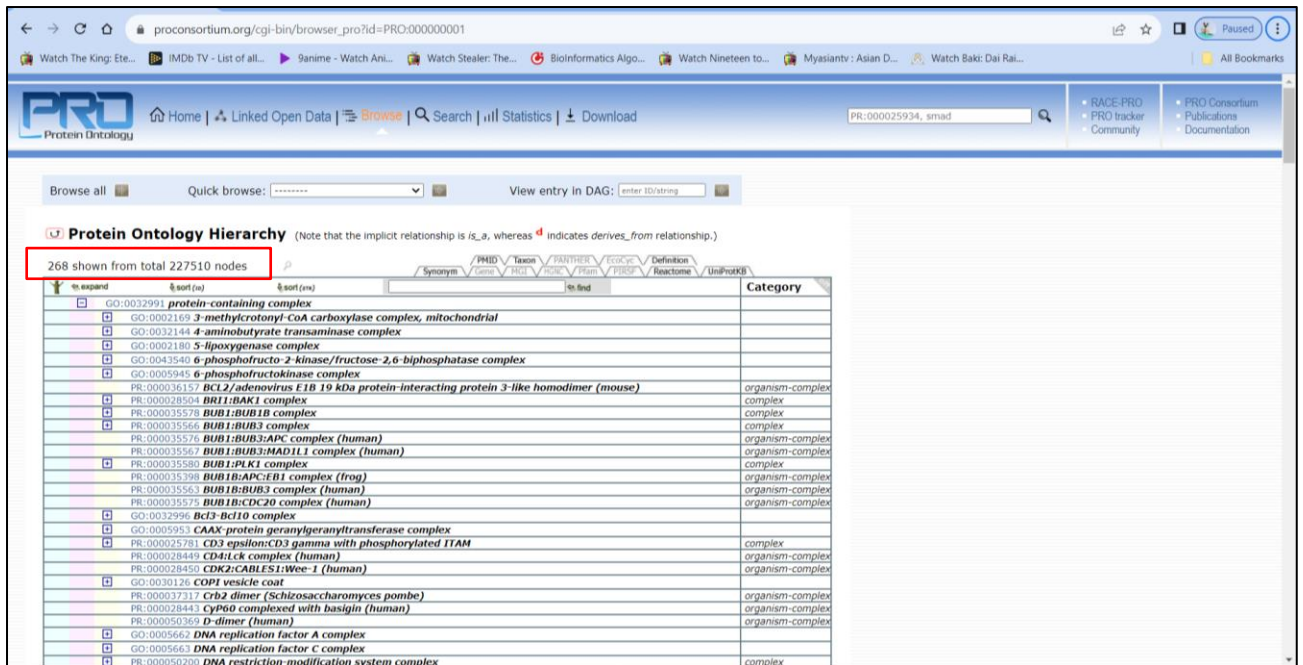 proconsortium.org/cgi-bin/browser_pro?id=PRO:000000001
Paused
Watch The King: Ete...
IMDb TV - List of all...
9anime - Watch Ani...
Watch Stealer: The...
BioInformatics Algo...
Watch Nineteen to...
Myasiantv : Asian D...
Watch Baki: Dai Rai...
All Bookmarks
PRO
Protein Ontology
Home | Linked Open Data | Browse | Search | Statistics | Download
PR:000025934, smad
RACE-PRO
PRO tracker
Community
PRO Consortium
Publications
Documentation
Browse all
Quick browse: --------
View entry in DAG: enter ID/string
Protein Ontology Hierarchy (Note that the implicit relationship is is_a, whereas d indicates derives_from relationship.)
268 shown from total 227510 nodes
PMID Taxon PANTHER EcoCyc Definition
Synonym Gene MGI HGNC Pfam PIRSF Reactome UniProtKB
expand sort (ID) sort (xra) find Category
GO:0032991 protein-containing complex
GO:0002169 3-methylcrotonyl-CoA carboxylase complex, mitochondrial
GO:0032144 4-aminobutyrate transaminase complex
GO:0002180 5-lipoxygenase complex
GO:0043540 6-phosphofructo-2-kinase/fructose-2,6-biphosphatase complex
GO:0005945 6-phosphofructokinase complex
PR:000036157 BCL2/adenovirus E1B 19 kDa protein-interacting protein 3-like homodimer (mouse) organism-complex
PR:000028504 BRI1:BAK1 complex complex
PR:000035578 BUB1:BUB1B complex complex
PR:000035566 BUB1:BUB3 complex complex
PR:000035576 BUB1:BUB3:APC complex (human) organism-complex
PR:000035567 BUB1:BUB3:MAD1L1 complex (human) organism-complex
PR:000035580 BUB1:PLK1 complex complex
PR:000035398 BUB1B:APC:EB1 complex (frog) organism-complex
PR:000035563 BUB1B:BUB3 complex (human) organism-complex
PR:000035575 BUB1B:CDC20 complex (human) organism-complex
GO:0032996 Bcl3-Bcl10 complex
GO:0005953 CAAX-protein geranylgeranyltransferase complex
PR:000025781 CD3 epsilon:CD3 gamma with phosphorylated ITAM complex
PR:000028449 CD4:Lck complex (human) organism-complex
PR:000028450 CDK2:CABLES1:Wee-1 (human) organism-complex
GO:0030126 COPI vesicle coat
PR:000037317 Crb2 dimer (Schizosaccharomyces pombe) organism-complex
PR:000028443 CyP60 complexed with basigin (human) organism-complex
PR:000050369 D-dimer (human) organism-complex
GO:0005662 DNA replication factor A complex
GO:0005663 DNA replication factor C complex
PR:000050200 DNA restriction-modification system complex complex